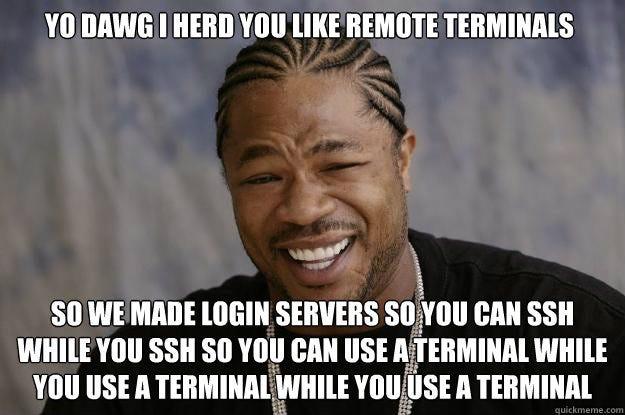 YO DAWG I HERD YOU LIKE REMOTE TERMINALS
SO WE MADE LOGIN SERVERS SO YOU CAN SSH
WHILE YOU SSH SO YOU CAN USE A TERMINAL WHILE
YOU USE A TERMINAL WHILE YOU USE A TERMINAL
quickmeme.com